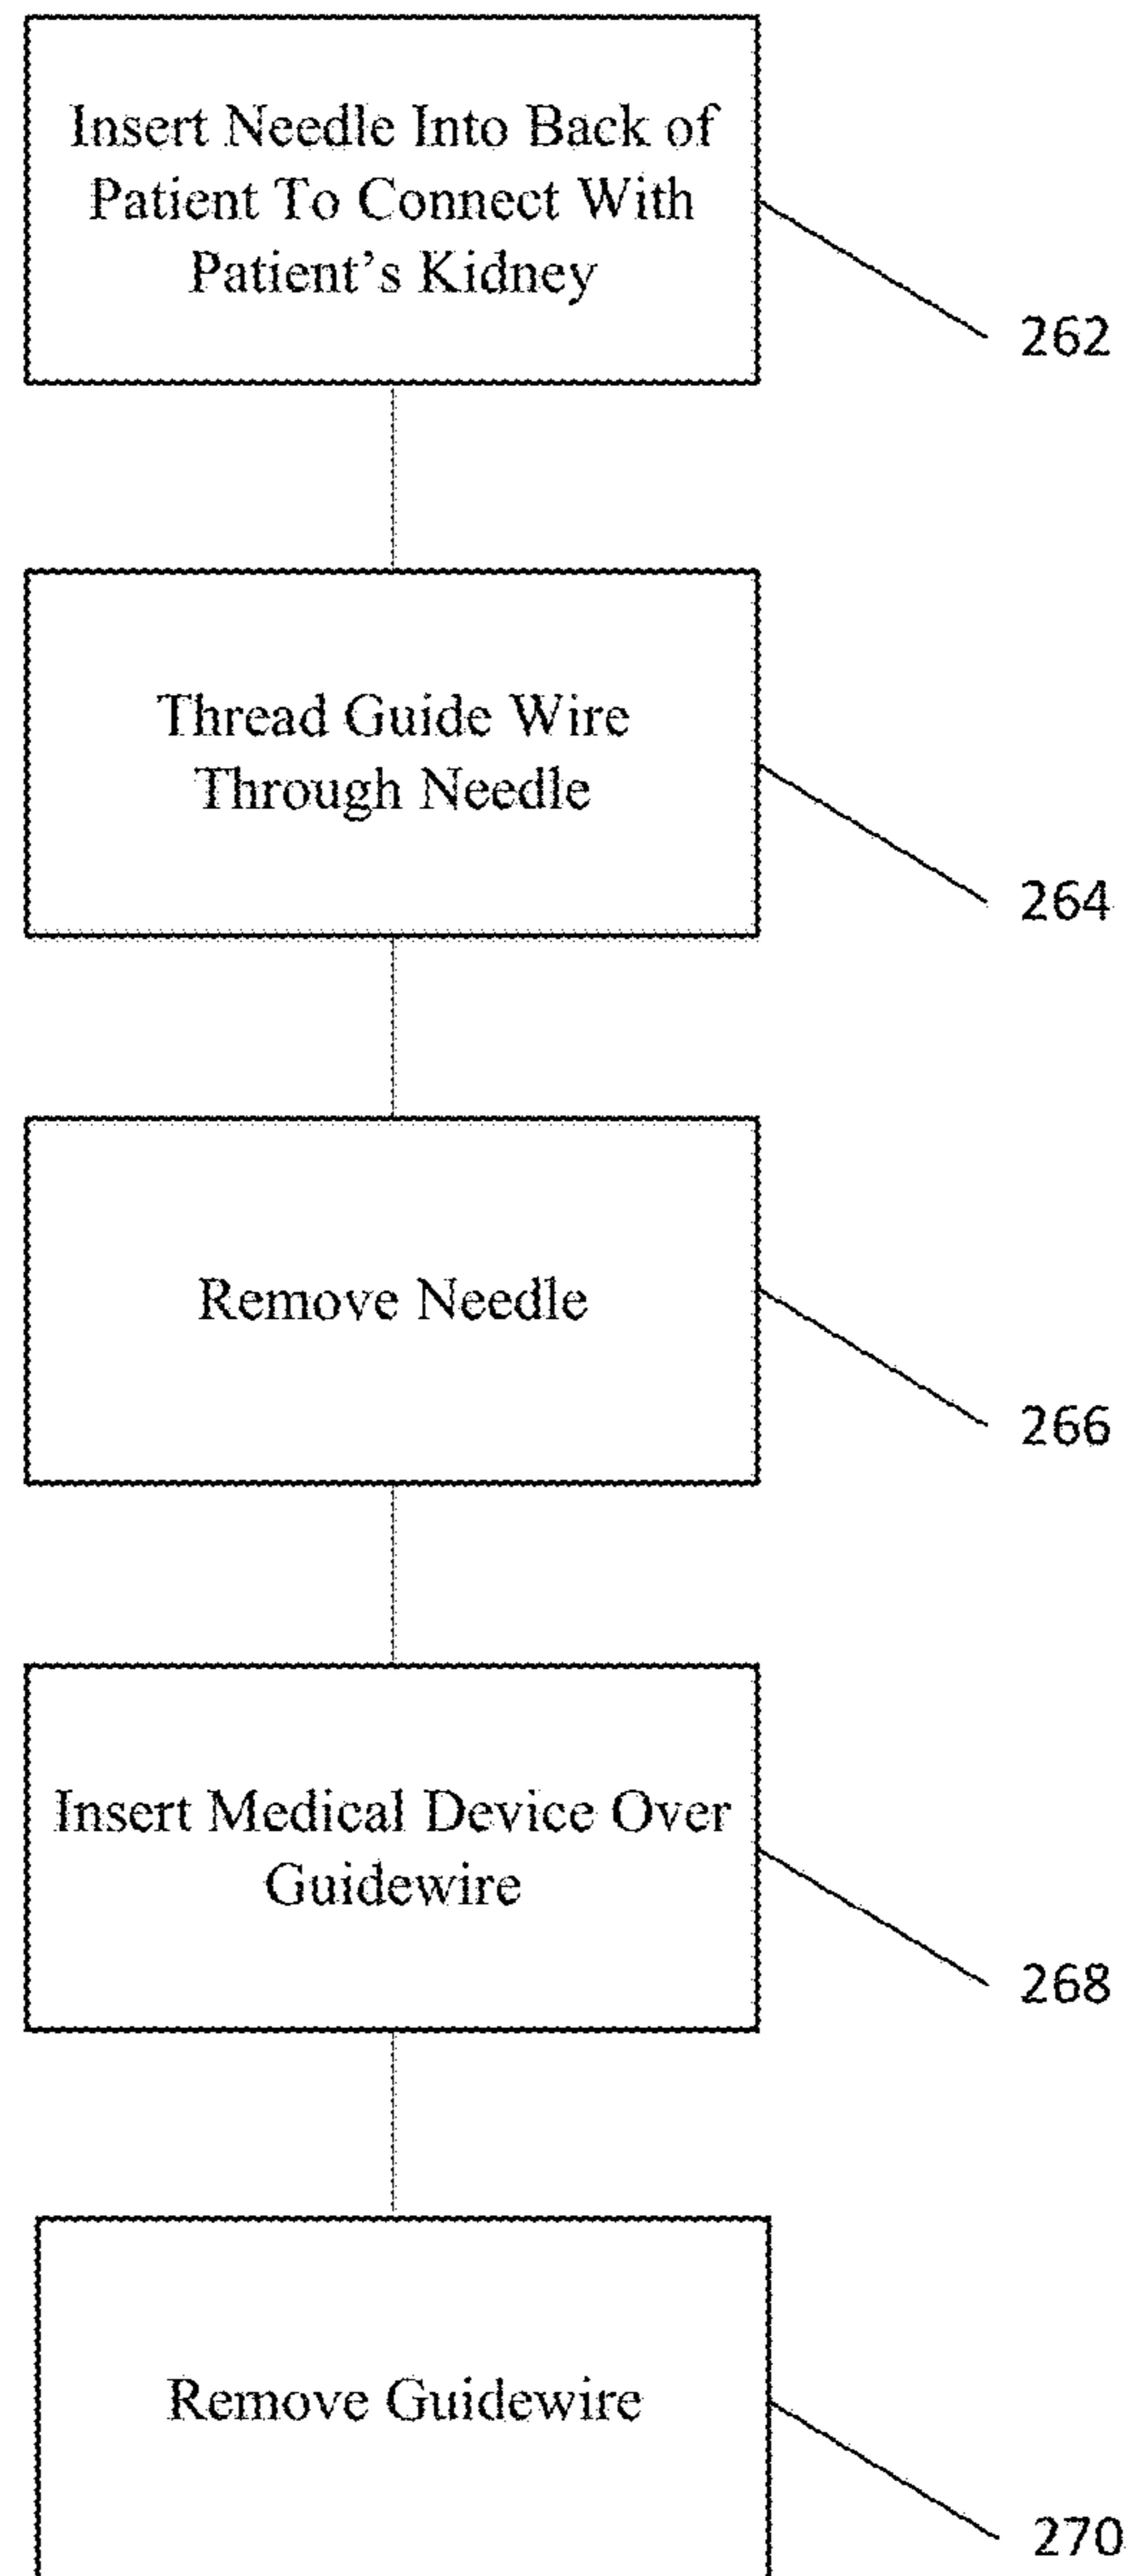 Insert Needle Into Back of
Patient To Connect With
Patient's Kidney
262
Thread Guide Wire
Through Needle
264
Remove Needle
266
Insert Medical Device Over
Guidewire
268
Remove Guidewire
270